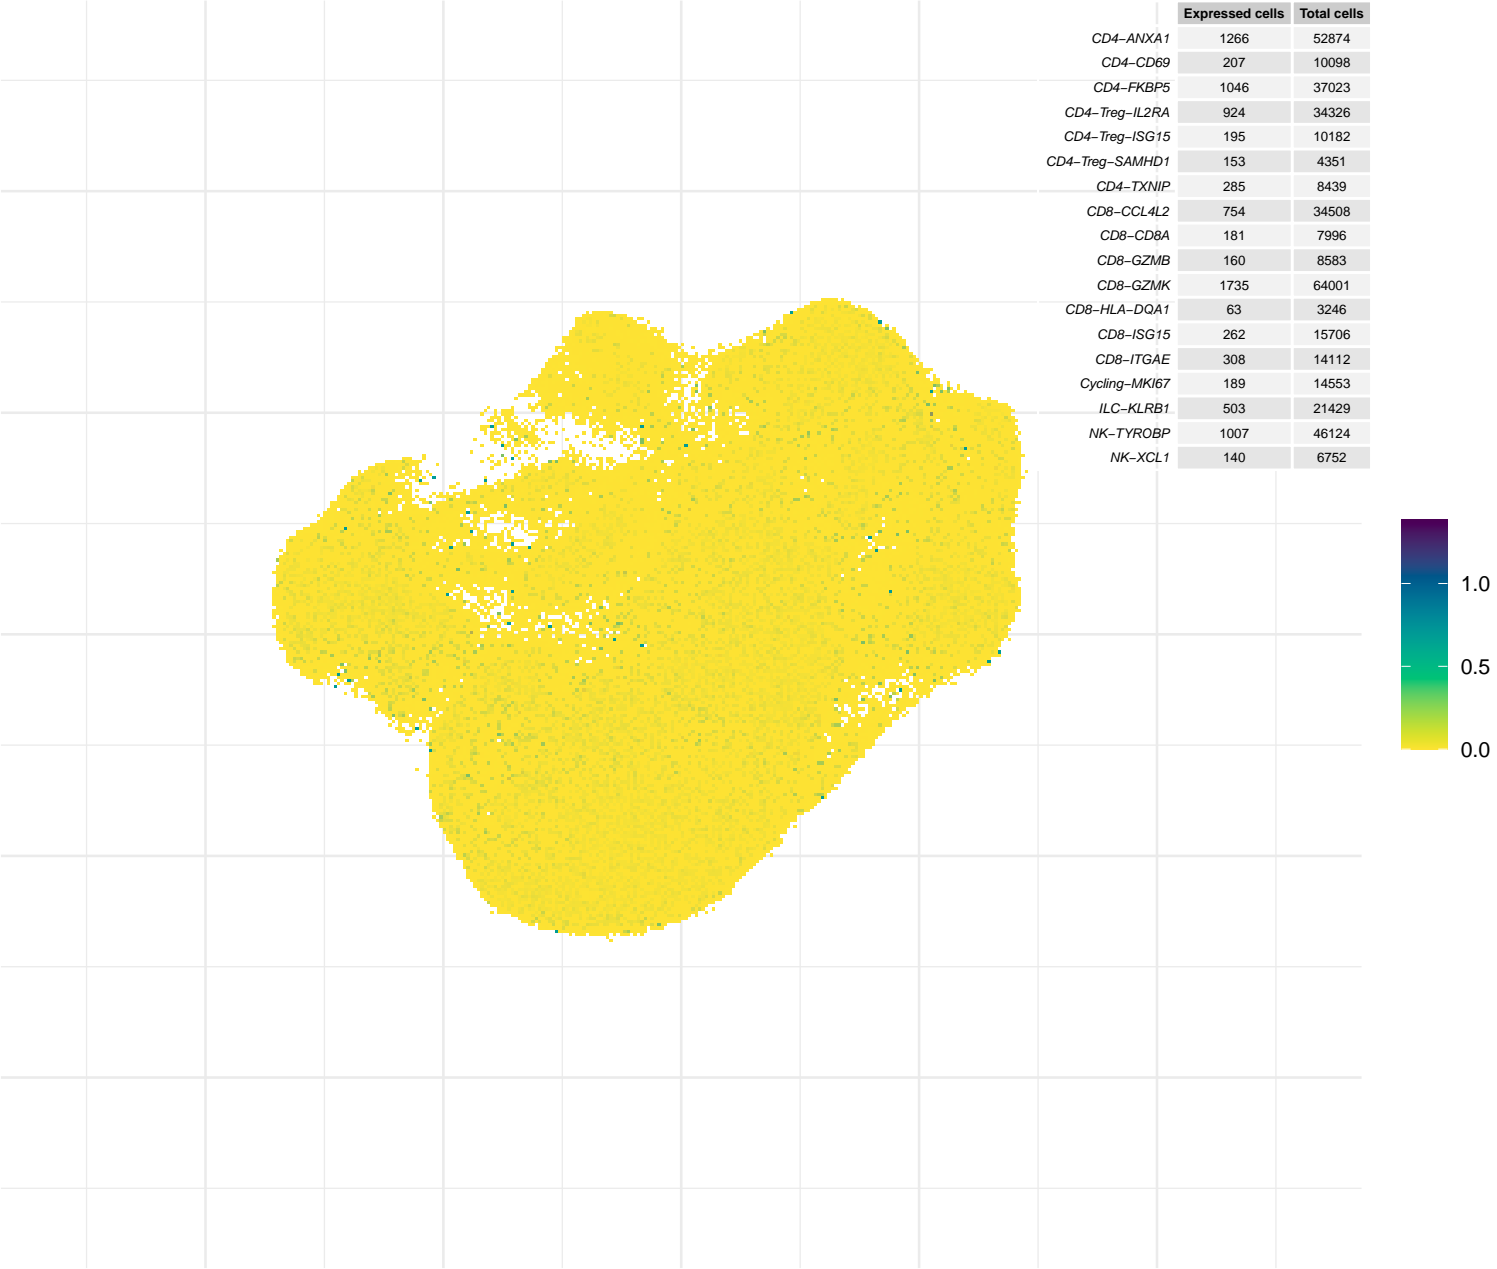 Expressed cells Total cells
CD4−ANXA1 1266 52874
CD4−CD69 207 10098
CD4−FKBP5 1046 37023
CD4−Treg−IL2RA 924 34326
CD4−Treg−ISG15 195 10182
CD4−Treg−SAMHD1 153 4351
CD4−TXNIP 285 8439
CD8−CCL4L2 754 34508
CD8−CD8A 181 7996
CD8−GZMB 160 8583
CD8−GZMK 1735 64001
CD8−HLA−DQA1 63 3246
CD8−ISG15 262 15706
CD8−ITGAE 308 14112
Cycling−MKI67 189 14553
ILC−KLRB1 503 21429
NK−TYROBP 1007 46124
NK−XCL1 140 6752
1.0
0.5
0.0